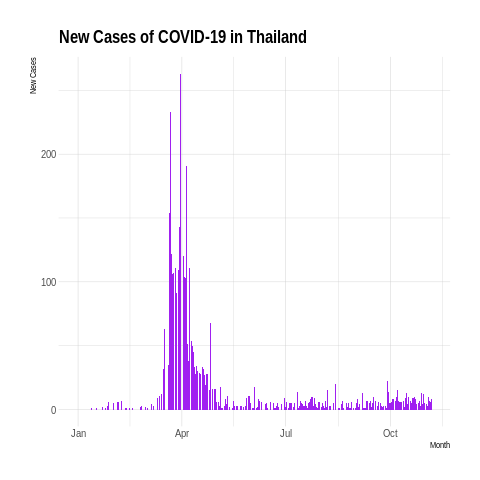 New Cases of COVID-19 in Thailand
New Cases
200
100
0
Jan Apr Jul Oct
Month